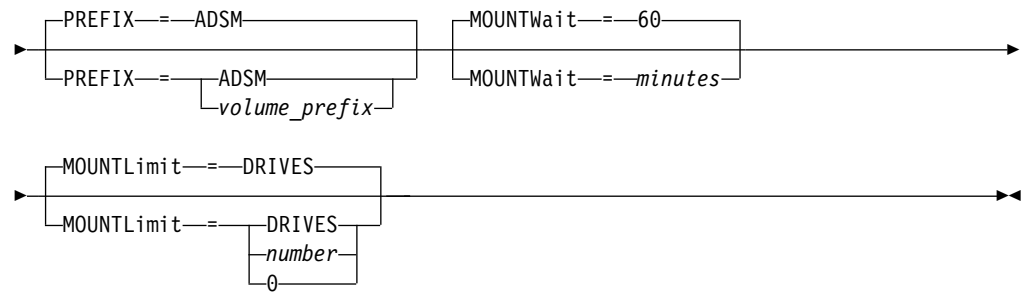 PREFIX = ADSM
MOUNTWait = 60
PREFIX = ADSM
volume_prefix
MOUNTWait = minutes
MOUNTLimit = DRIVES
MOUNTLimit = DRIVES
number
0